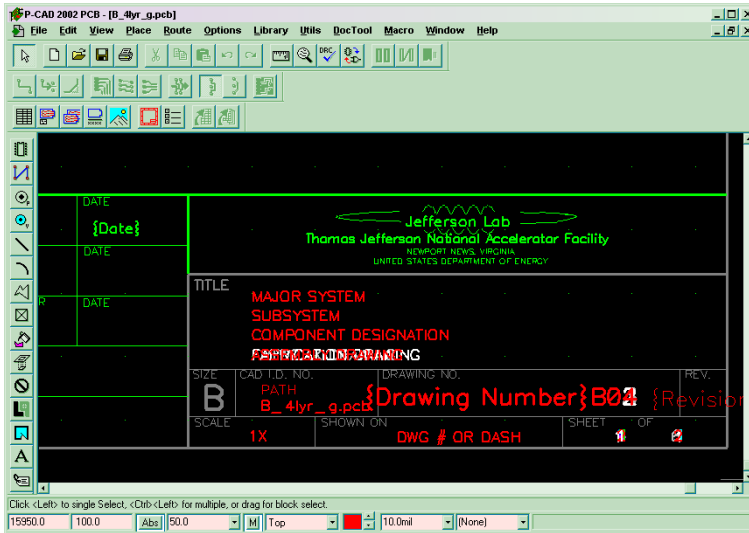 P-CAD 2002 PCB - [B_4lyr_g.pcb]
File Edit View Place Route Options Library Utils DocTool Macro Window Help
DRC
DATE
{Date}
DATE
R DATE
Jefferson Lab
Thomas Jefferson National Accelerator Facility
NEWPORT NEWS, VIRGINIA
UNITED STATES DEPARTMENT OF ENERGY
TITLE
MAJOR SYSTEM
SUBSYSTEM
COMPONENT DESIGNATION
SIZE CAD I.D. NO. DRAWING NO. REV.
B PATH
B_4lyr_g.pcb {Drawing Number} {Revision
SCALE SHOWN ON SHEET OF
1X DWG # OR DASH
Click <Left> to single Select, <Ctrl><Left> for multiple, or drag for block select.
15950.0 100.0 Abs 50.0 M Top 10.0mil (None)